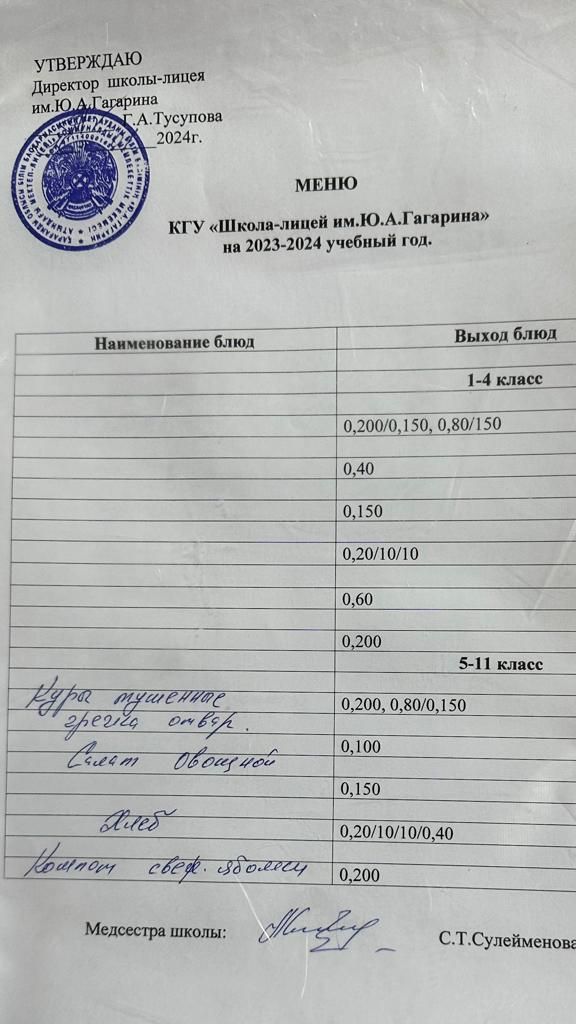 УТВЕРЖДАЮ
Директор школы-лицея
им.Ю.А.Гагарина
Г.А.Тусупова
2024г.
МЕНЮ
КГУ «Школа-лицей им.Ю.А.Гагарина»
на 2023-2024 учебный год.
Наименование блюд
Выход блюд
1-4 класс
0,200/0,150, 0,80/150
0,40
0,150
0,20/10/10
0,60
0,200
5-11 класс
Куры тушенные
0,200, 0,80/0,150
гречка отвар.
0,100
Салат Овощной
0,150
Хлеб
0,20/10/10/0,40
Компот свеж. яблоки
0,200
Медсестра школы:
С.Т.Сулейменова